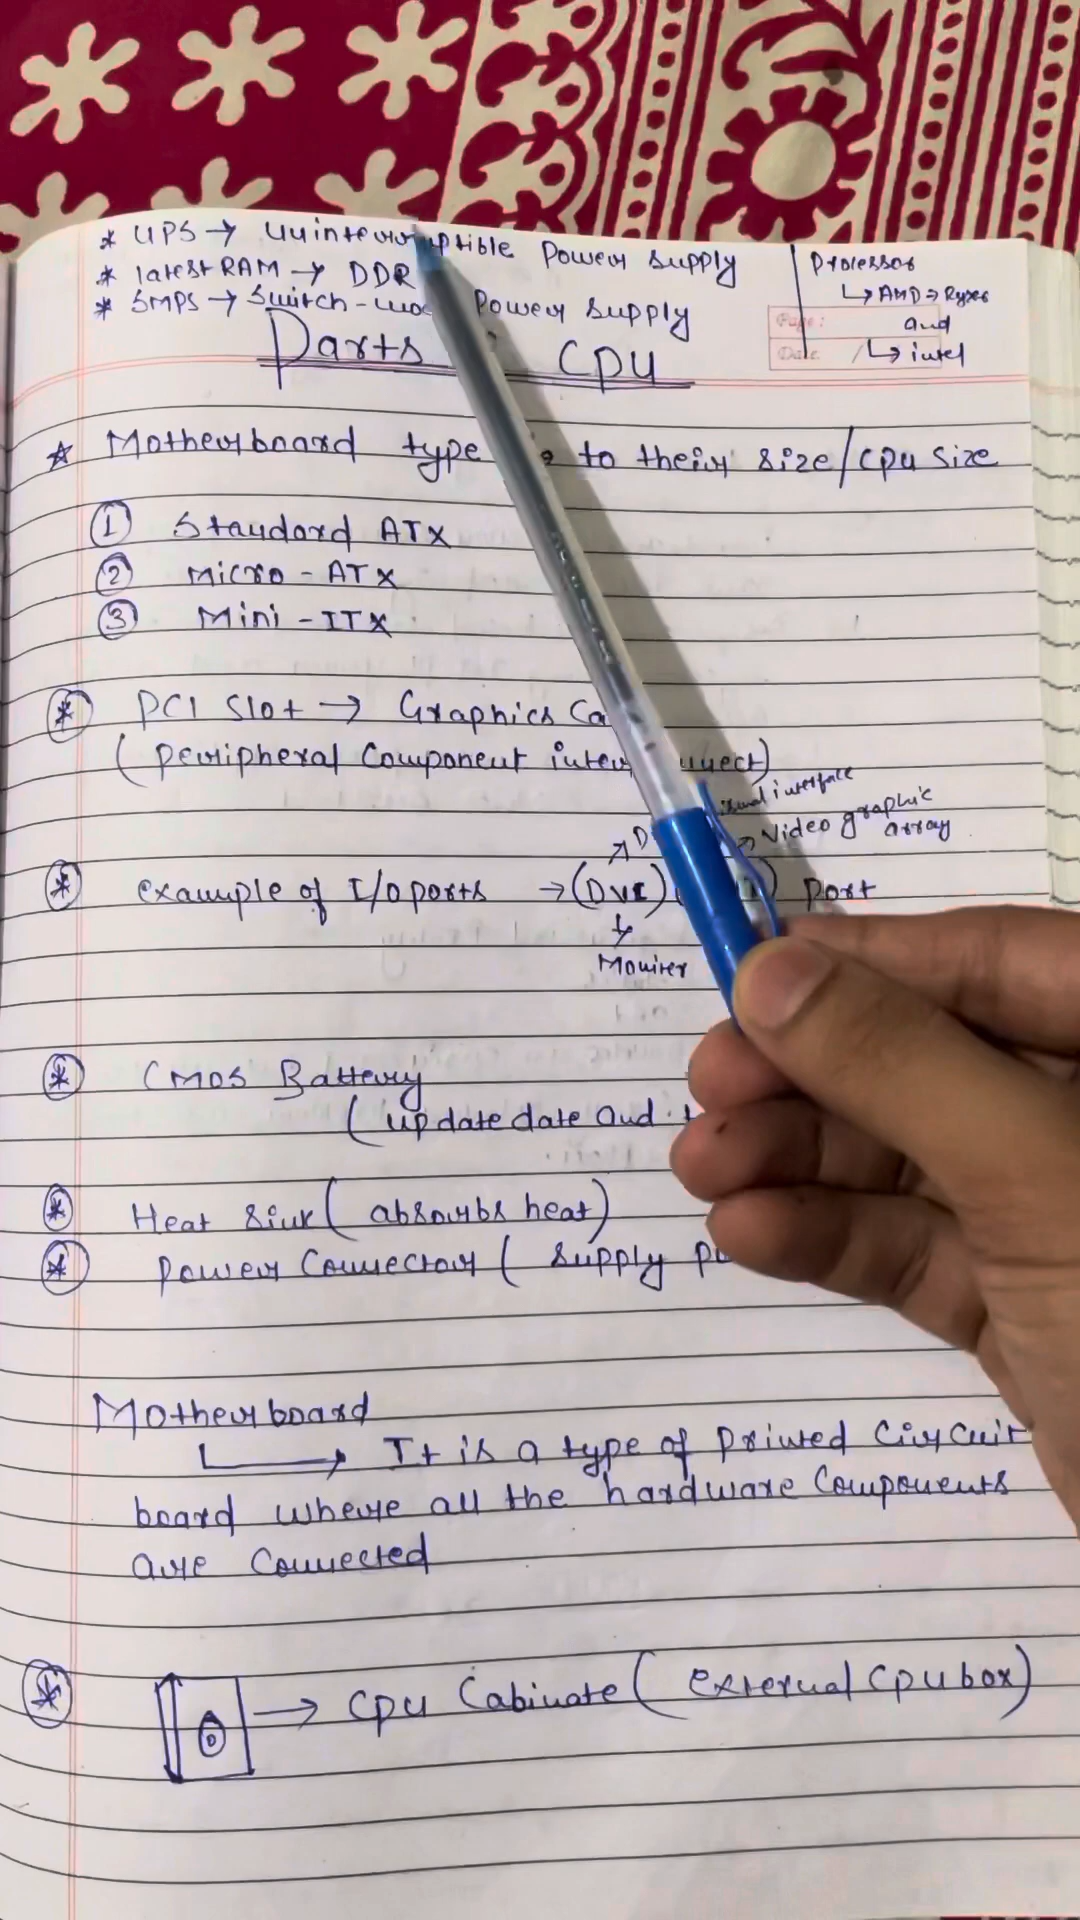 * UPS → Uninterruptible Power Supply
* latest RAM → DDR
* SMPS → Switch-mo Power Supply
Processor
↳ AMD → Ryzen
and
↳ intel
Page:
Date: /
Parts CPU
☆ Motherboard type to their size/CPU size
① Standard ATX
② Micro - ATX
③ Mini - ITX
* PCI Slot → Graphics Ca
(Peripheral Component inter nnect)
interface
Video graphic
array
* example of I/O ports → (DVI) port
Moniter
* CMOS Battery
(update date and
* Heat Sink (absorbs heat)
* Power Connector (supply
Motherboard
It is a type of Printed Circuit
board where all the hardware Components
are Connected
* → CPU Cabinate (External CPU box)